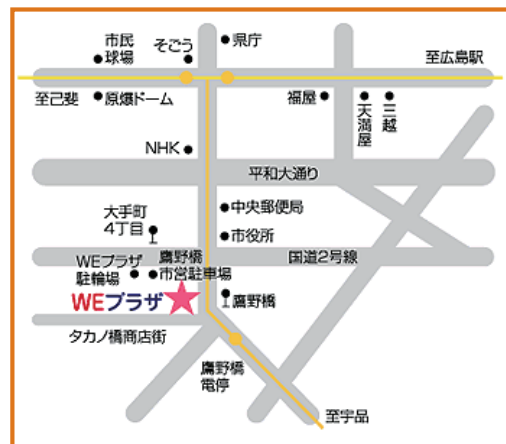 市民
球場
そごう
県庁
至広島駅
至己斐
原爆ドーム
福屋
天満屋
三越
NHK
平和大通り
大手町
4丁目
中央郵便局
市役所
国道2号線
WEプラザ
駐輪場
鷹野橋
市営駐車場
WEプラザ
鷹野橋
タカノ橋商店街
鷹野橋
電停
至宇品